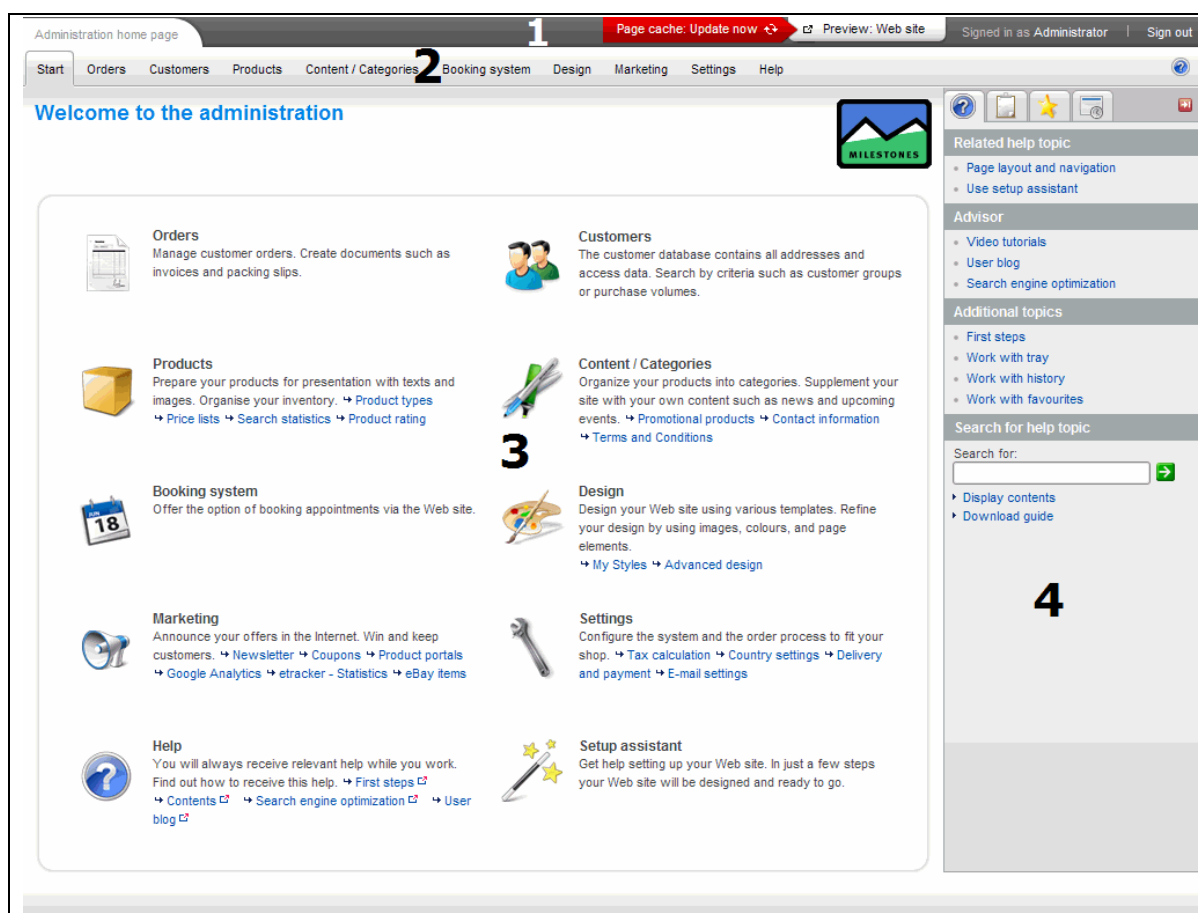 Administration home page
1
Page cache: Update now
Preview: Web site
Signed in as Administrator | Sign out
Start Orders Customers Products Content / Categories 2 Booking system Design Marketing Settings Help
Welcome to the administration
MILESTONES
Orders
Manage customer orders. Create documents such as
invoices and packing slips.
Customers
The customer database contains all addresses and
access data. Search by criteria such as customer groups
or purchase volumes.
Products
Prepare your products for presentation with texts and
images. Organise your inventory. ↪ Product types
↪ Price lists ↪ Search statistics ↪ Product rating
Content / Categories
Organize your products into categories. Supplement your
site with your own content such as news and upcoming
events. ↪ Promotional products ↪ Contact information
↪ Terms and Conditions
3
Booking system
Offer the option of booking appointments via the Web site.
JUN
18
Design
Design your Web site using various templates. Refine
your design by using images, colours, and page
elements.
↪ My Styles ↪ Advanced design
Marketing
Announce your offers in the Internet. Win and keep
customers. ↪ Newsletter ↪ Coupons ↪ Product portals
↪ Google Analytics ↪ etracker - Statistics ↪ eBay items
Settings
Configure the system and the order process to fit your
shop. ↪ Tax calculation ↪ Country settings ↪ Delivery
and payment ↪ E-mail settings
Help
You will always receive relevant help while you work.
Find out how to receive this help. ↪ First steps
↪ Contents ↪ Search engine optimization ↪ User
blog
Setup assistant
Get help setting up your Web site. In just a few steps
your Web site will be designed and ready to go.
Related help topic
Page layout and navigation
Use setup assistant
Advisor
Video tutorials
User blog
Search engine optimization
Additional topics
First steps
Work with tray
Work with history
Work with favourites
Search for help topic
Search for:
Display contents
Download guide
4